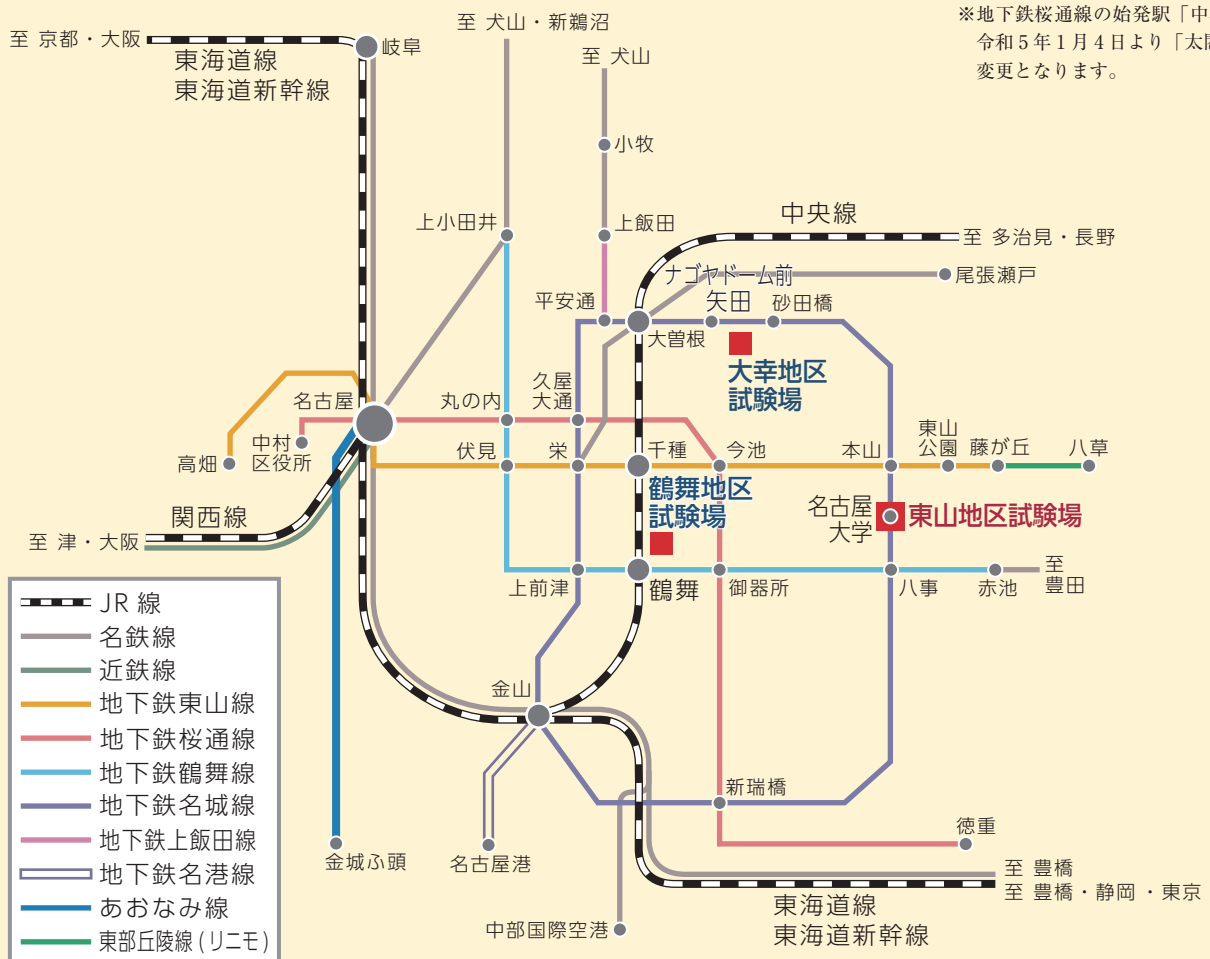 ※地下鉄桜通線の始発駅「中
令和5年1月4日より「太閤
変更となります。
至 犬山・新鵜沼
至 京都・大阪
岐阜
東海道線
東海道新幹線
至 犬山
小牧
上小田井
上飯田
中央線
至 多治見・長野
ナゴヤドーム前
矢田
尾張瀬戸
平安通
砂田橋
大曽根
大幸地区
試験場
名古屋
丸の内
久屋
大通
中村
区役所
高畑
伏見
栄
千種
今池
本山
東山
公園
藤が丘
八草
鶴舞地区
試験場
名古屋
大学
東山地区試験場
関西線
至 津・大阪
上前津
鶴舞
御器所
八事
赤池
至
豊田
JR 線
名鉄線
近鉄線
地下鉄東山線
地下鉄桜通線
地下鉄鶴舞線
地下鉄名城線
地下鉄上飯田線
地下鉄名港線
あおなみ線
東部丘陵線 (リニモ)
金山
新瑞橋
徳重
金城ふ頭
名古屋港
至 豊橋
至 豊橋・静岡・東京
東海道線
東海道新幹線
中部国際空港